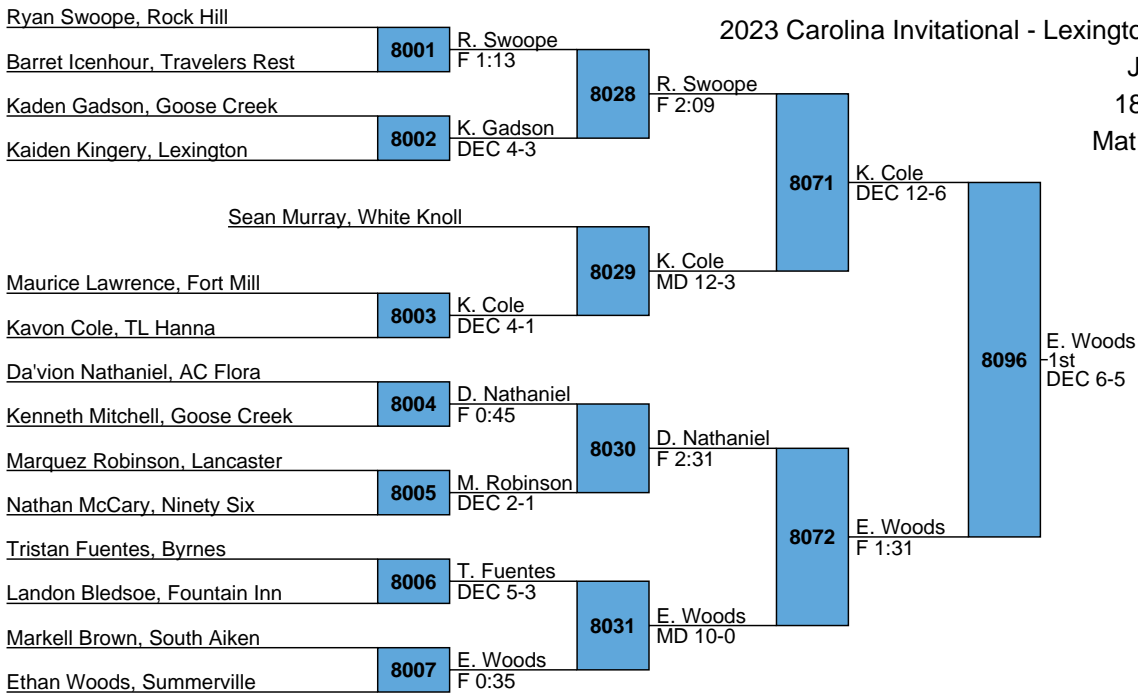 Ryan Swoope, Rock Hill
2023 Carolina Invitational - Lexingto
8001
R. Swoope
F 1:13
Barret Icenhour, Travelers Rest
J
8028
R. Swoope
F 2:09
18
Kaden Gadson, Goose Creek
8002
K. Gadson
DEC 4-3
Mat
Kaiden Kingery, Lexington
8071
K. Cole
DEC 12-6
Sean Murray, White Knoll
8029
K. Cole
MD 12-3
Maurice Lawrence, Fort Mill
8003
K. Cole
DEC 4-1
Kavon Cole, TL Hanna
8096
E. Woods
1st
DEC 6-5
Da'vion Nathaniel, AC Flora
8004
D. Nathaniel
F 0:45
Kenneth Mitchell, Goose Creek
8030
D. Nathaniel
F 2:31
Marquez Robinson, Lancaster
8005
M. Robinson
DEC 2-1
Nathan McCary, Ninety Six
8072
E. Woods
F 1:31
Tristan Fuentes, Byrnes
8006
T. Fuentes
DEC 5-3
Landon Bledsoe, Fountain Inn
8031
E. Woods
MD 10-0
Markell Brown, South Aiken
8007
E. Woods
F 0:35
Ethan Woods, Summerville